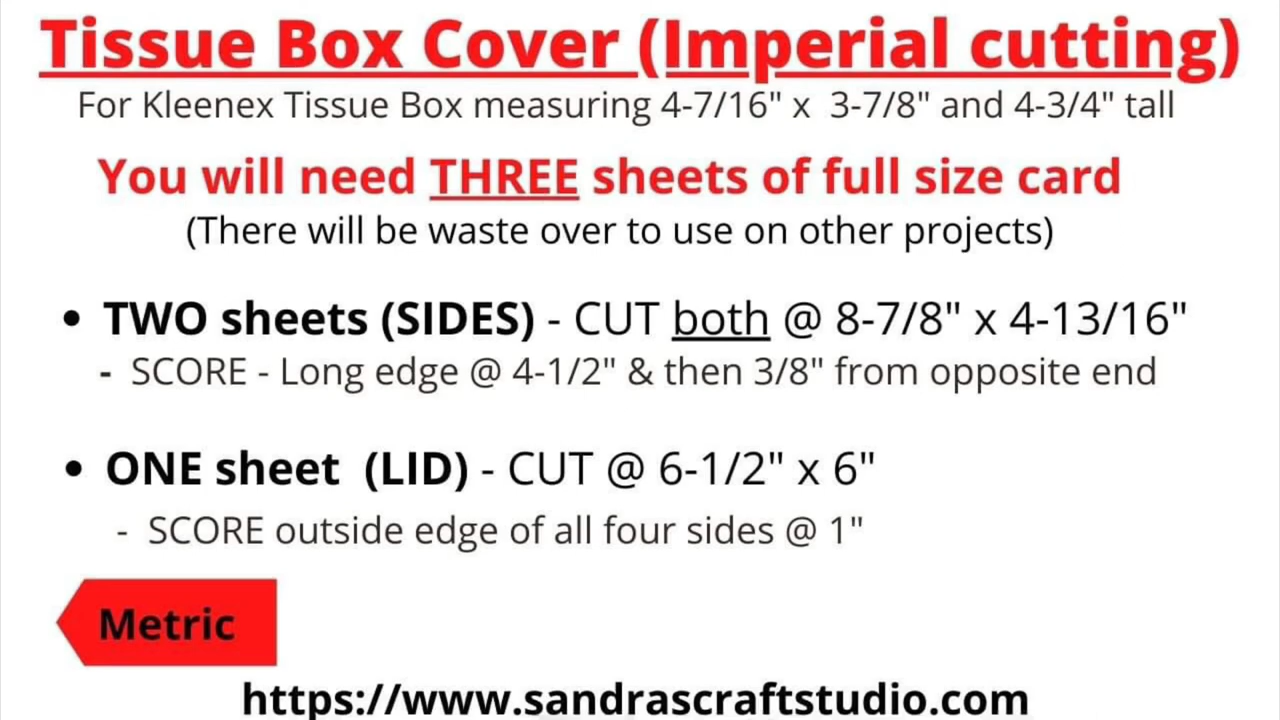 Tissue Box Cover (Imperial cutting)
For Kleenex Tissue Box measuring 4-7/16" x 3-7/8" and 4-3/4" tall
You will need THREE sheets of full size card
(There will be waste over to use on other projects)
• TWO sheets (SIDES) - CUT both @ 8-7/8" x 4-13/16"
- SCORE - Long edge @ 4-1/2" & then 3/8" from opposite end
• ONE sheet (LID) - CUT @ 6-1/2" x 6"
- SCORE outside edge of all four sides @ 1"
Metric
https://www.sandrascraftstudio.com